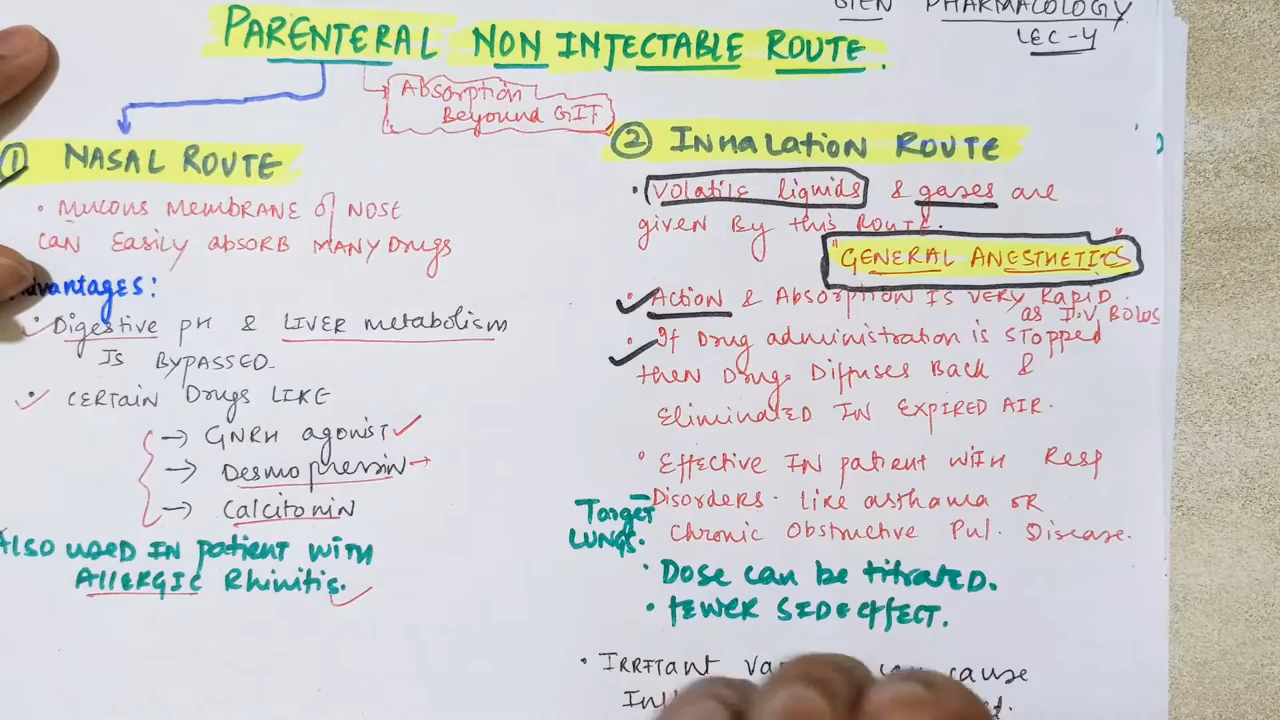 GEN PHARMACOLOGY
LEC-4
PARENTERAL NON INJECTABLE ROUTE.
Absorption
Beyound GIT
① NASAL ROUTE
• MUCOUS MEMBRANE OF NOSE
CAN EASILY ABSORB MANY DRUGS
Advantages:
Digestive pH & LIVER metabolism
IS BYPASSED.
• CERTAIN DRUGS LIKE
→ GNRH agonist
→ Desmopressin →
→ Calcitonin
Also used IN patient with
ALLERGIC Rhinitis.
② INHALATION ROUTE
• VOLATILE liquids & gases are
given By this ROUTE.
"GENERAL ANESTHETICS"
• Action & Absorption IS VERY RAPID.
as I.V. BOLUS
• If Drug administration is stopped
then Drug. Diffuses Back &
Eliminated IN EXPIRED AIR.
• Effective IN patient with Resp
Disorders. like asthama OR
Chronic Obstructive Pul. Disease.
Target
LUNGS.
• Dose can be titrated.
• FEWER SIDE EFFECT.
• IRRITANT cause